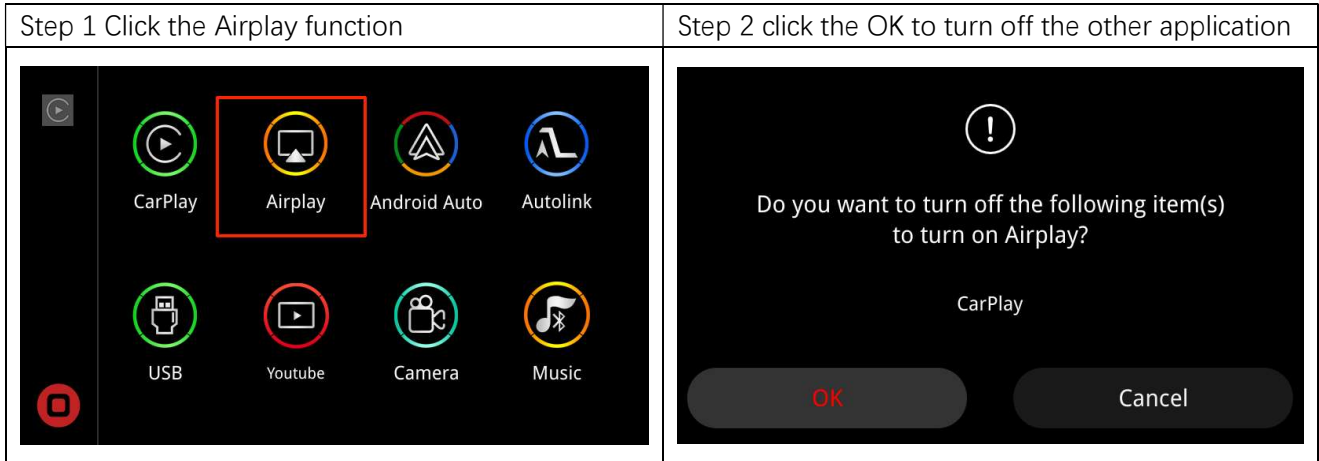 Step 1 Click the Airplay function
Step 2 click the OK to turn off the other application
CarPlay
Airplay
Android Auto
Autolink
USB
Youtube
Camera
Music
Do you want to turn off the following item(s)
to turn on Airplay?
CarPlay
OK
Cancel